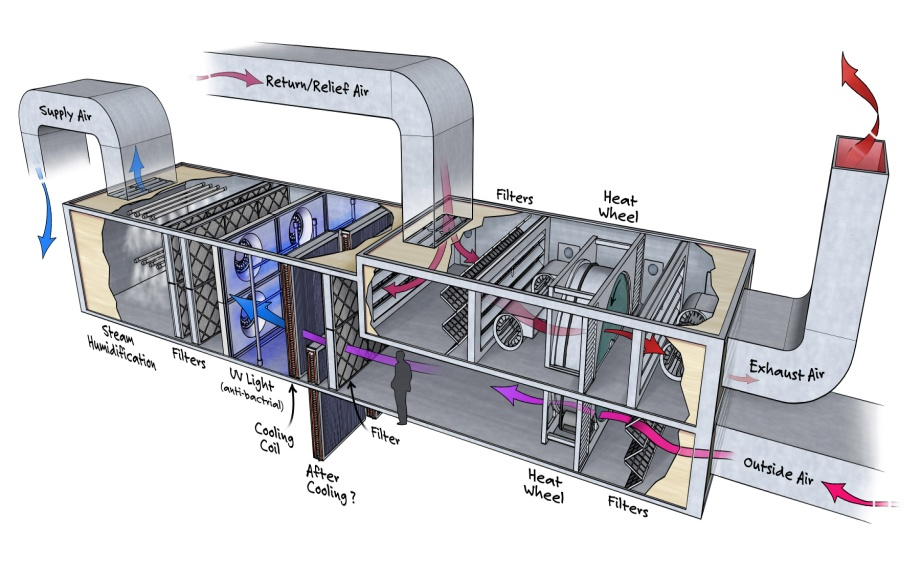 Return/Relief Air
Supply Air
Filters
Heat
Wheel
Steam
Humidification
Filters
UV Light
(anti-bactrial)
Cooling
Coil
Filter
After
Cooling?
Exhaust Air
Outside Air
Heat
Wheel
Filters